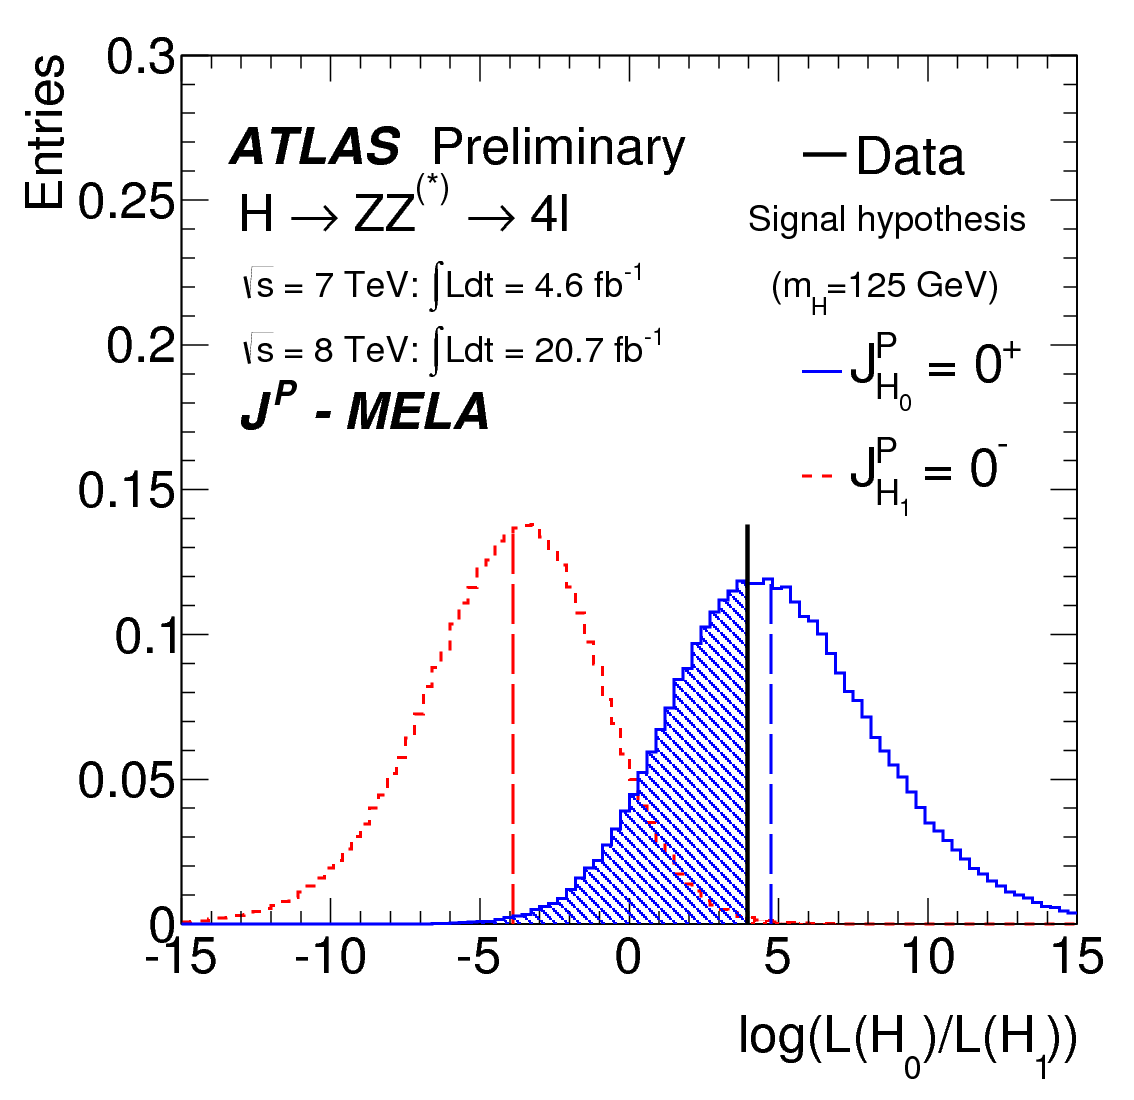 Entries
0.3
0.25
0.2
0.15
0.1
0.05
0
ATLAS Preliminary
H → ZZ(*) → 4l
√s = 7 TeV: ∫Ldt = 4.6 fb-1
√s = 8 TeV: ∫Ldt = 20.7 fb-1
JP - MELA
Data
Signal hypothesis
(mH=125 GeV)
JPH0 = 0+
JPH1 = 0-
-15 -10 -5 0 5 10 15
log(L(H0)/L(H1))